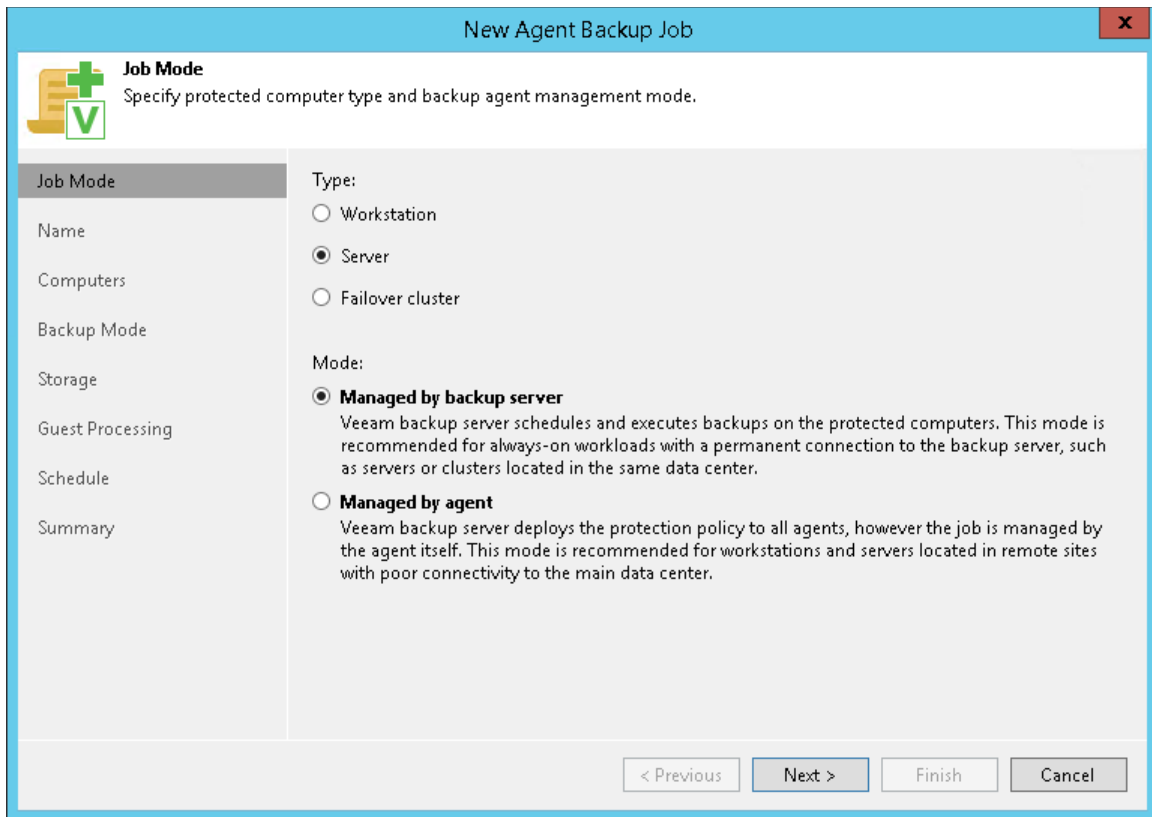 New Agent Backup Job
x
Job Mode
Specify protected computer type and backup agent management mode.
V
Job Mode
Name
Computers
Backup Mode
Storage
Guest Processing
Schedule
Summary
Type:
Workstation
Server
Failover cluster
Mode:
Managed by backup server
Veeam backup server schedules and executes backups on the protected computers. This mode is
recommended for always-on workloads with a permanent connection to the backup server, such
as servers or clusters located in the same data center.
Managed by agent
Veeam backup server deploys the protection policy to all agents, however the job is managed by
the agent itself. This mode is recommended for workstations and servers located in remote sites
with poor connectivity to the main data center.
< Previous
Next >
Finish
Cancel